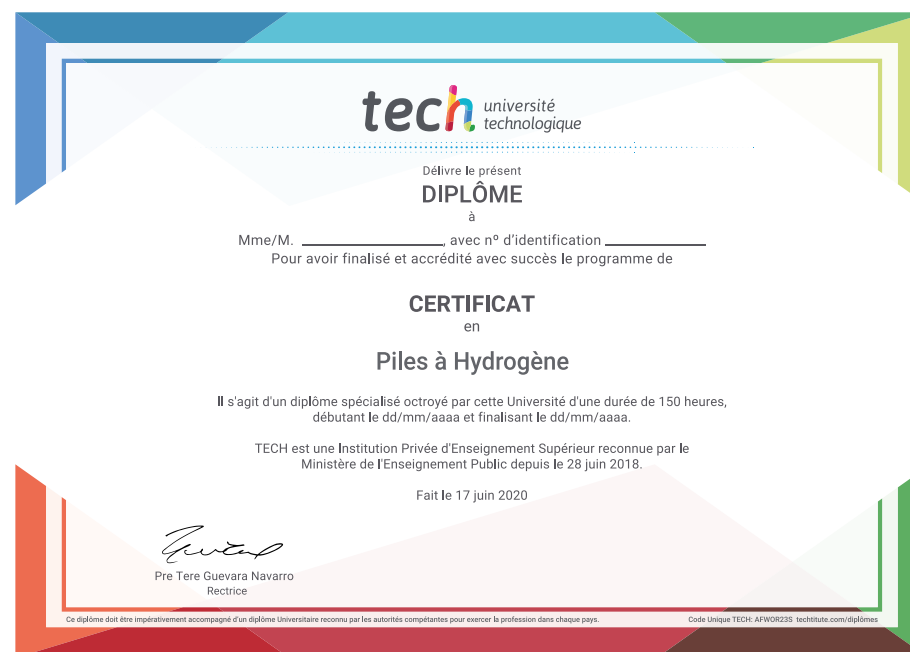 tech université
technologique
Délivre le présent
DIPLÔME
à
Mme/M. ____________________, avec nº d'identification ______________
Pour avoir finalisé et accrédité avec succès le programme de
CERTIFICAT
en
Piles à Hydrogène
Il s'agit d'un diplôme spécialisé octroyé par cette Université d'une durée de 150 heures,
débutant le dd/mm/aaaa et finalisant le dd/mm/aaaa.
TECH est une Institution Privée d'Enseignement Supérieur reconnue par le
Ministère de l'Enseignement Public depuis le 28 juin 2018.
Fait le 17 juin 2020
Pre Tere Guevara Navarro
Rectrice
Ce diplôme doit être impérativement accompagné d'un diplôme Universitaire reconnu par les autorités compétentes pour exercer la profession dans chaque pays.
Code Unique TECH: AFWOR23S techtitute.com/diplômes